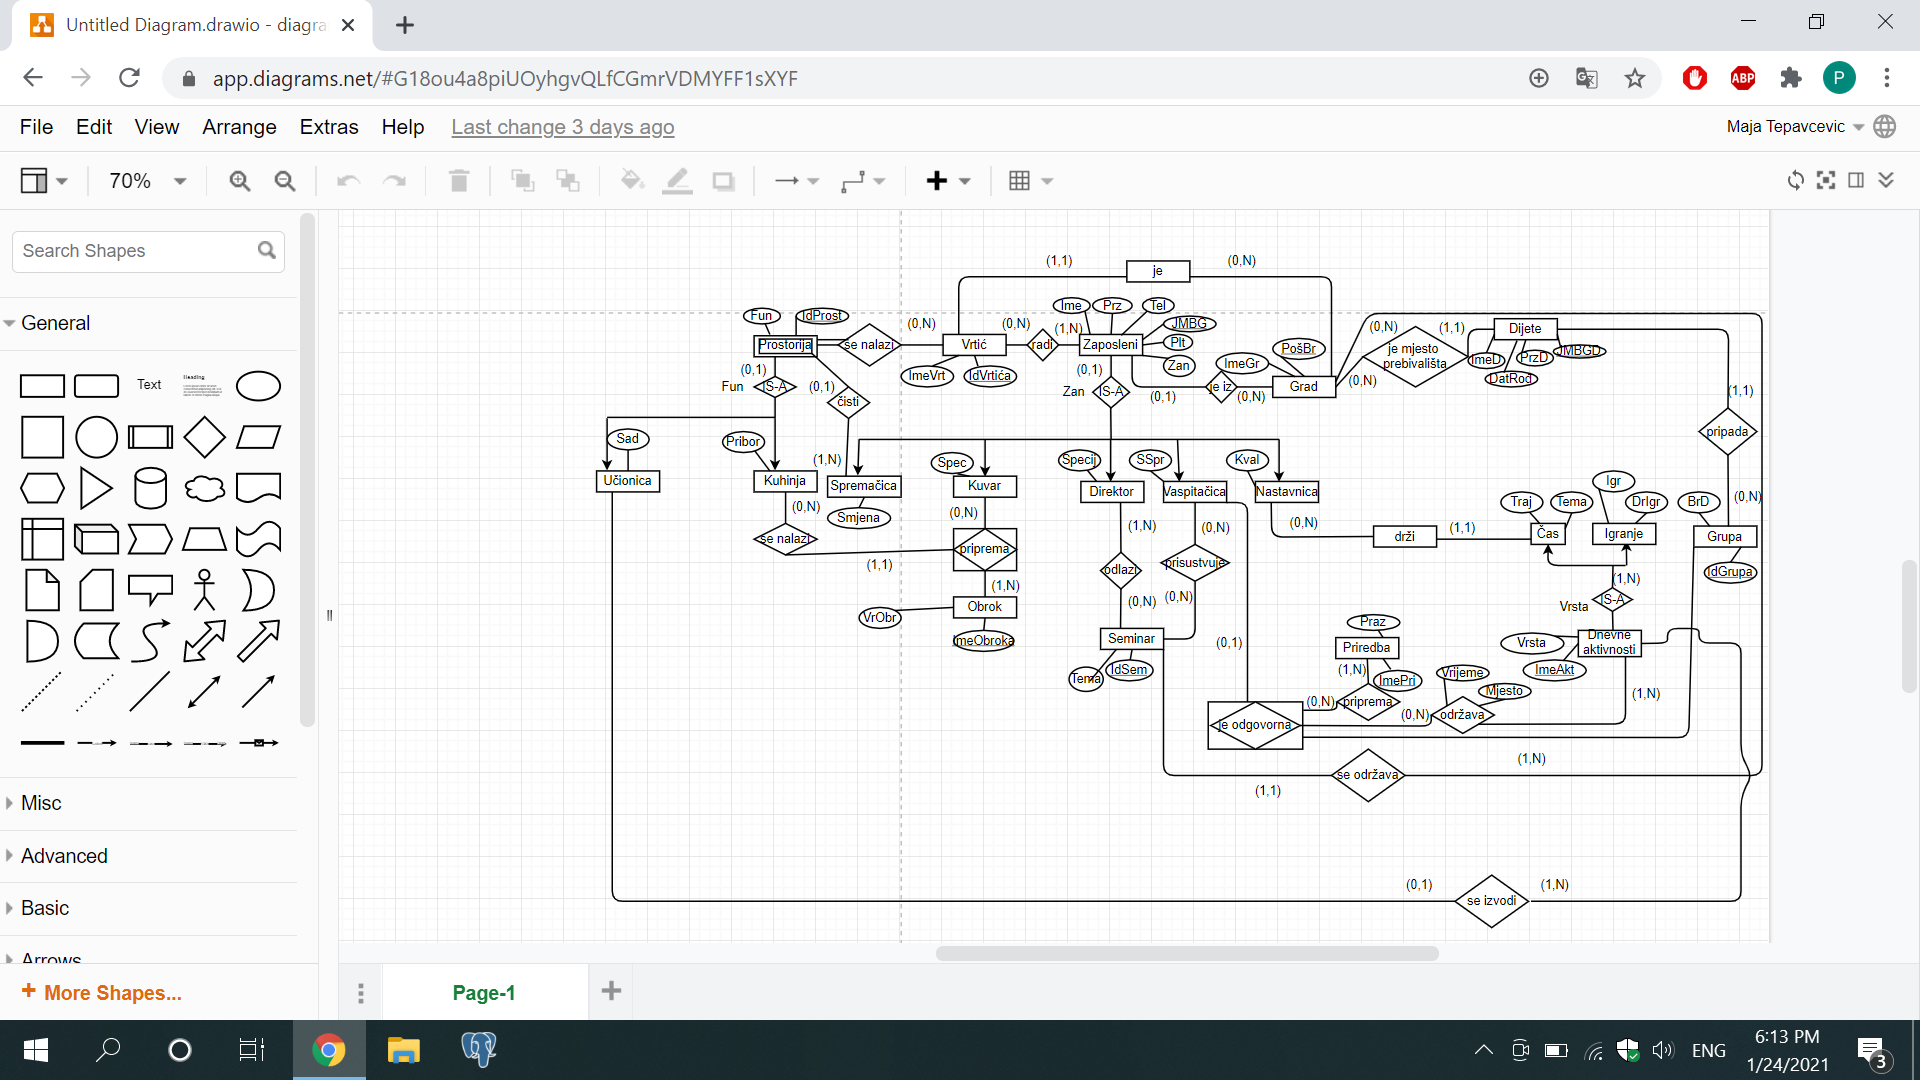 Untitled Diagram.drawio - diagra
app.diagrams.net/#G18ou4a8piUOyhgvQLfCGmrVDMYFF1sXYF
ABP
P
File Edit View Arrange Extras Help Last change 3 days ago
Maja Tepavcevic
70%
Search Shapes
General
Text
Heading
Misc
Advanced
Basic
Arrows
More Shapes...
(1,1) je (0,N)
Fun IdProst
(0,N) (0,N) (1,N)
Ime Prz Tel
JMBG
Plt
Zan
Prostorija se nalazi Vrtić radi Zaposleni
ImeVrt IdVrtića
ImeGr PošBr
Grad
(0,N) (1,1) Dijete
je mjesto
prebivališta
ImeD PrzD JMBGD
DatRod
(0,N)
(0,1)
Fun IS-A (0,1)
čisti
(0,1)
Zan IS-A
(0,1) je iz (0,N)
(1,1)
pripada
(0,N)
Sad
Učionica
Pribor
Kuhinja
(1,N)
Spremačica
Smjena
Spec
Kuvar
Specij
Direktor
SSpr
Vaspitačica
Kval
Nastavnica
(0,N)
se nalazi
(1,1)
(0,N)
priprema
(1,N)
Obrok
VrObr
ImeObroka
(1,N)
odlazi
(0,N)
(0,N)
prisustvuje
(0,N)
Seminar
Tema IdSem
(0,N) drži (1,1)
Traj Tema
Čas
Igr
DrIgr
Igranje
BrD
Grupa
IdGrupa
(1,N)
Vrsta IS-A
Vrsta Dnevne
aktivnosti
ImeAkt
(1,N)
(0,1)
Praz
Priredba
(1,N) ImePri
(0,N) priprema
Vrijeme
Mjesto
(0,N) održava
je odgovorna
(1,N)
se održava
(1,1)
(0,1) (1,N)
se izvodi
Page-1
ENG
6:13 PM
1/24/2021
3